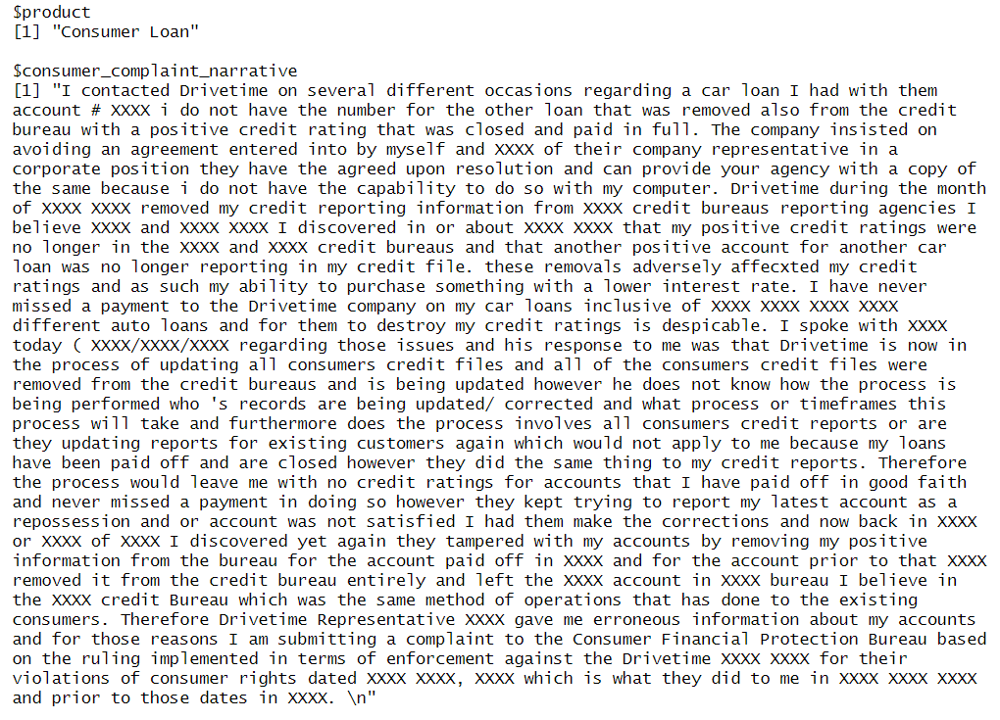 $product
[1] "Consumer Loan"
$consumer_complaint_narrative
[1] "I contacted Drivetime on several different occasions regarding a car loan I had with them
account # XXXX i do not have the number for the other loan that was removed also from the credit
bureau with a positive credit rating that was closed and paid in full. The company insisted on
avoiding an agreement entered into by myself and XXXX of their company representative in a
corporate position they have the agreed upon resolution and can provide your agency with a copy of
the same because i do not have the capability to do so with my computer. Drivetime during the month
of XXXX XXXX removed my credit reporting information from XXXX credit bureaus reporting agencies I
believe XXXX and XXXX XXXX I discovered in or about XXXX XXXX that my positive credit ratings were
no longer in the XXXX and XXXX credit bureaus and that another positive account for another car
loan was no longer reporting in my credit file. these removals adversely affecxted my credit
ratings and as such my ability to purchase something with a lower interest rate. I have never
missed a payment to the Drivetime company on my car loans inclusive of XXXX XXXX XXXX XXXX
different auto loans and for them to destroy my credit ratings is despicable. I spoke with XXXX
today ( XXXX/XXXX/XXXX regarding those issues and his response to me was that Drivetime is now in
the process of updating all consumers credit files and all of the consumers credit files were
removed from the credit bureaus and is being updated however he does not know how the process is
being performed who 's records are being updated/ corrected and what process or timeframes this
process will take and furthermore does the process involves all consumers credit reports or are
they updating reports for existing customers again which would not apply to me because my loans
have been paid off and are closed however they did the same thing to my credit reports. Therefore
the process would leave me with no credit ratings for accounts that I have paid off in good faith
and never missed a payment in doing so however they kept trying to report my latest account as a
repossession and or account was not satisfied I had them make the corrections and now back in XXXX
or XXXX of XXXX I discovered yet again they tampered with my accounts by removing my positive
information from the bureau for the account paid off in XXXX and for the account prior to that XXXX
removed it from the credit bureau entirely and left the XXXX account in XXXX bureau I believe in
the XXXX credit Bureau which was the same method of operations that has done to the existing
consumers. Therefore Drivetime Representative XXXX gave me erroneous information about my accounts
and for those reasons I am submitting a complaint to the Consumer Financial Protection Bureau based
on the ruling implemented in terms of enforcement against the Drivetime XXXX XXXX for their
violations of consumer rights dated XXXX XXXX, XXXX which is what they did to me in XXXX XXXX XXXX
and prior to those dates in XXXX. \n"